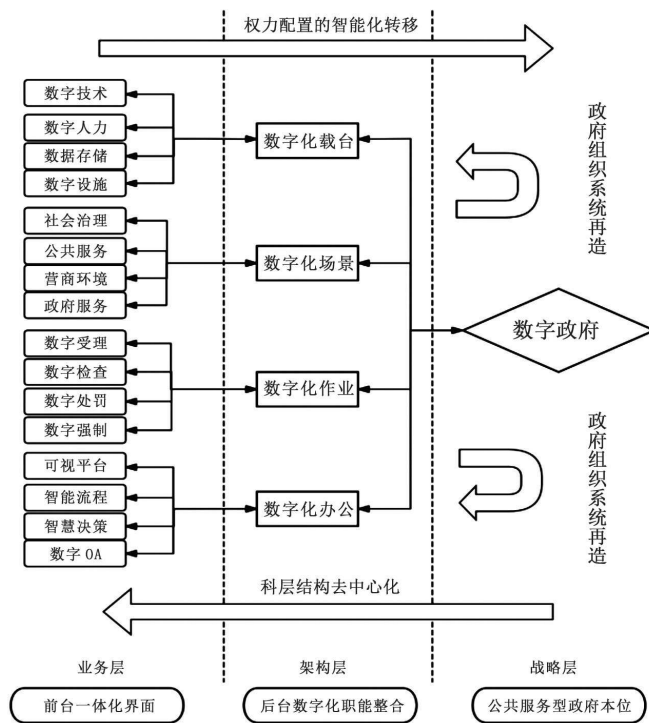 权力配置的智能化转移
数字技术
数字人力
数据存储
数字设施
数字化载台
社会治理
公共服务
营商环境
政府服务
数字化场景
数字受理
数字检查
数字处罚
数字强制
数字化作业
可视平台
智能流程
智慧决策
数字 OA
数字化办公
政府组织系统再造
数字政府
政府组织系统再造
科层结构去中心化
业务层
架构层
战略层
前台一体化界面
后台数字化职能整合
公共服务型政府本位